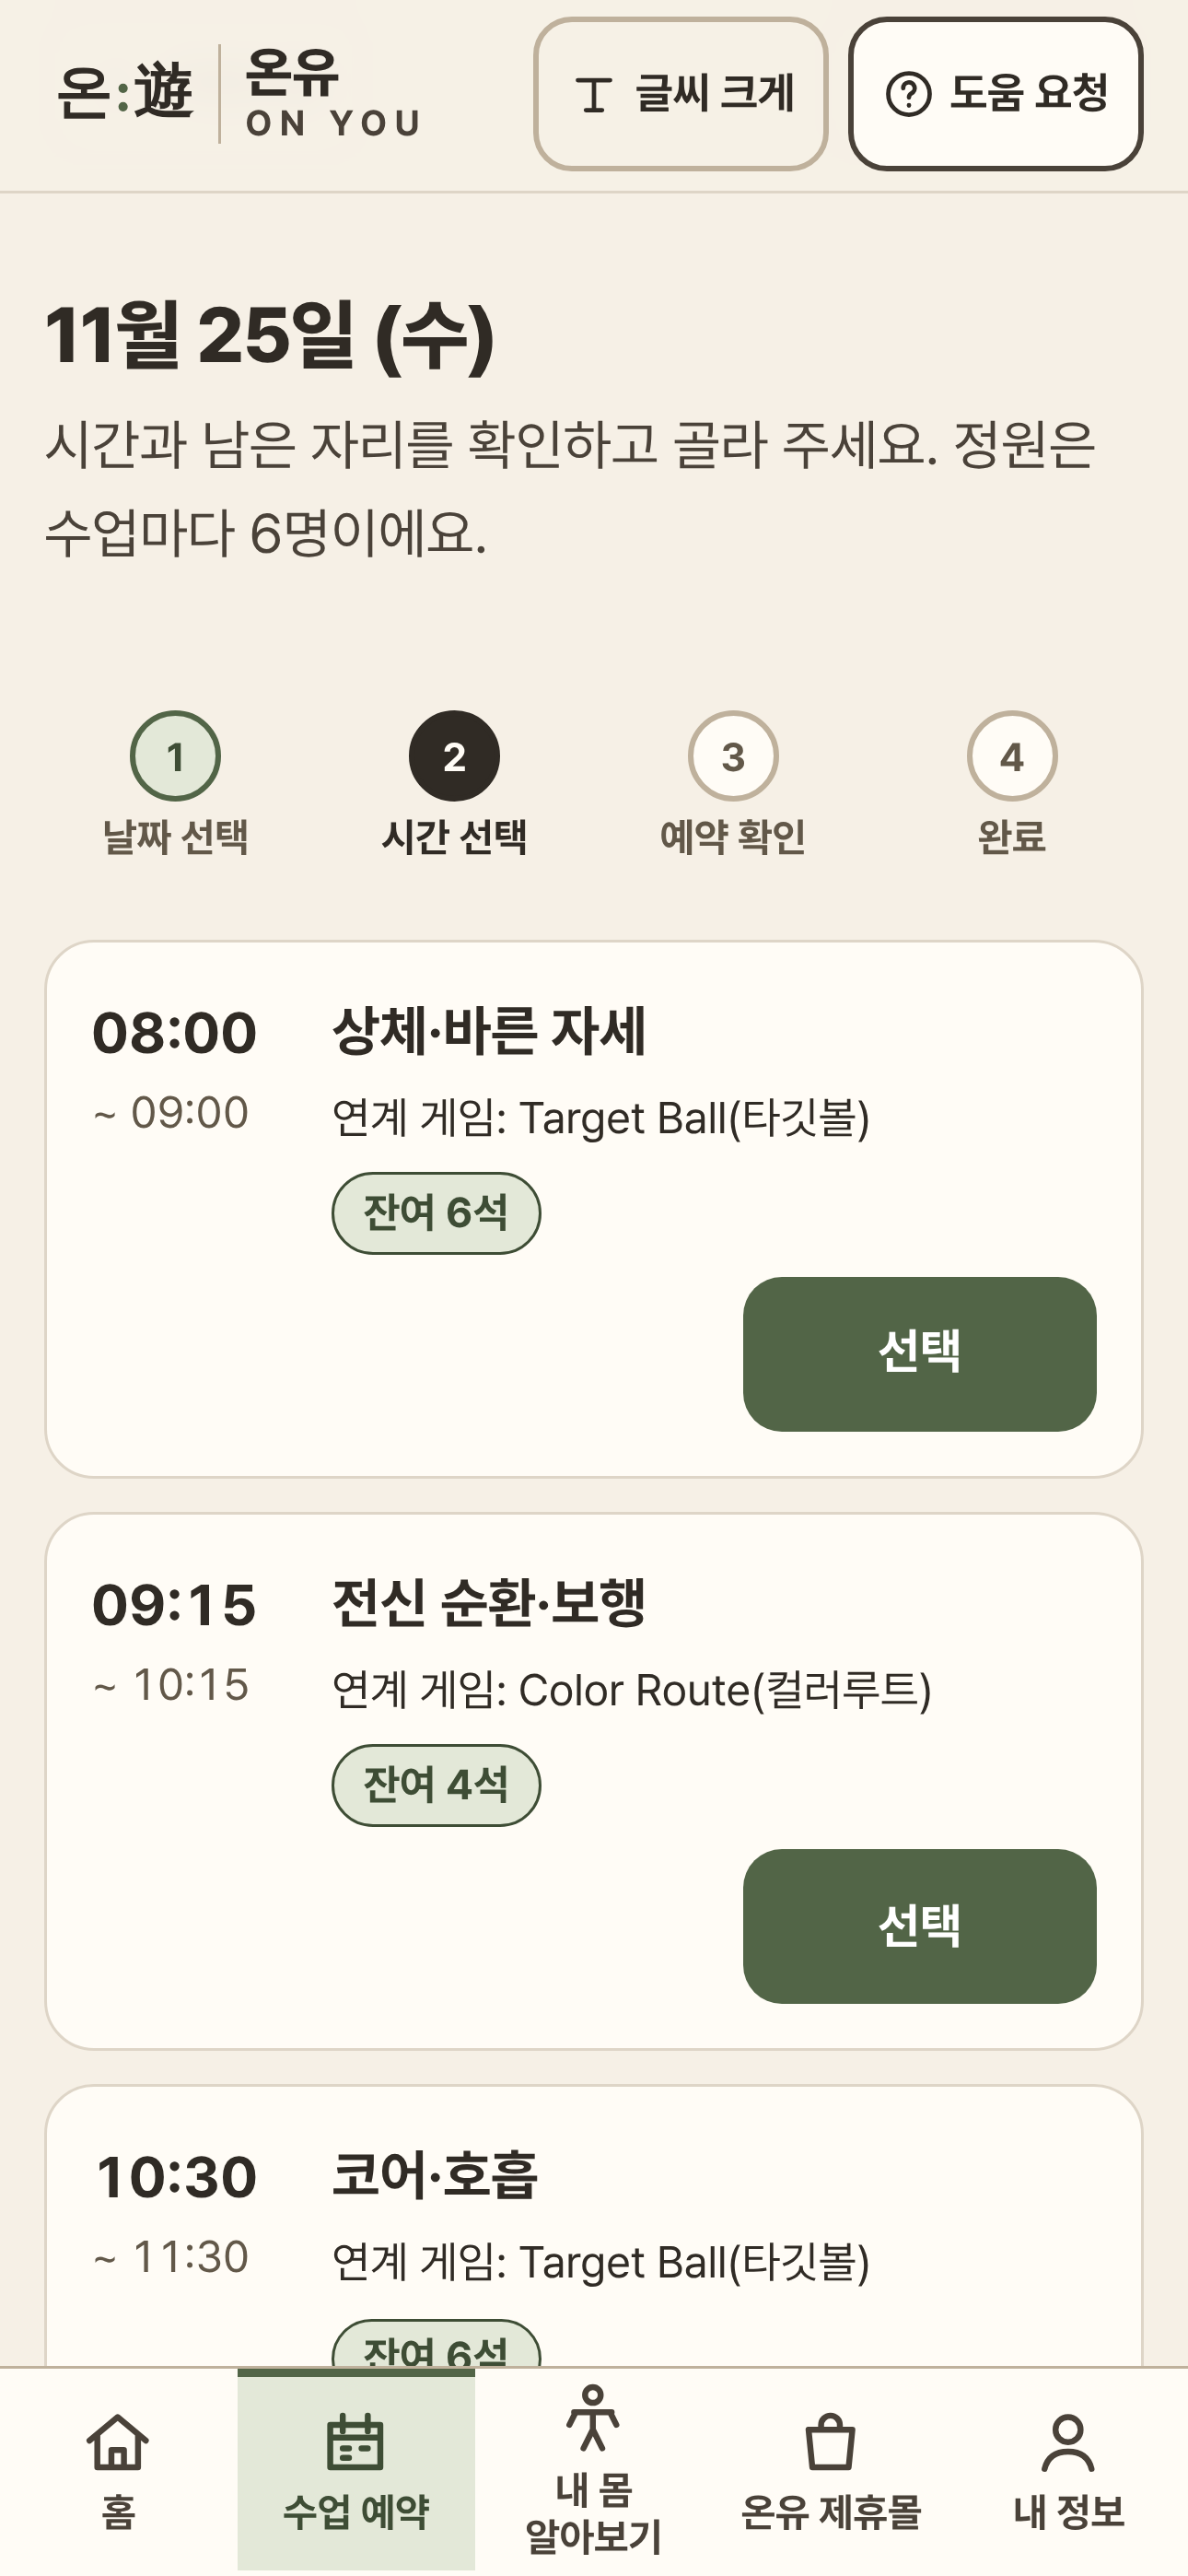 온:遊
온유
ON YOU
글씨 크게
도움 요청
11월 25일 (수)
시간과 남은 자리를 확인하고 골라 주세요. 정원은
수업마다 6명이에요.
1
2
3
4
날짜 선택
시간 선택
예약 확인
완료
08:00
상체·바른 자세
~ 09:00
연계 게임: Target Ball(타깃볼)
잔여 6석
선택
09:15
전신 순환·보행
~ 10:15
연계 게임: Color Route(컬러루트)
잔여 4석
선택
10:30
코어·호흡
~ 11:30
연계 게임: Target Ball(타깃볼)
잔여 6석
홈
수업 예약
내 몸
알아보기
온유 제휴몰
내 정보